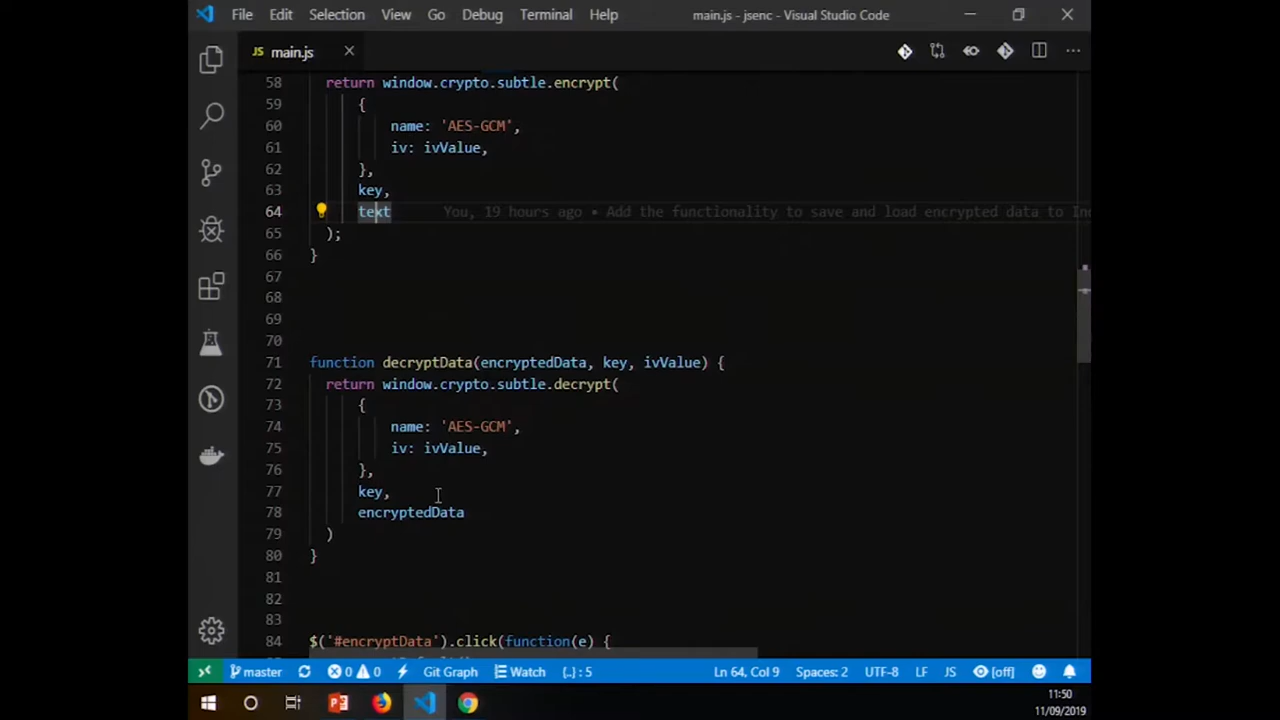 File Edit Selection View Go Debug Terminal Help main.js - jsenc - Visual Studio Code
JS main.js
58 return window.crypto.subtle.encrypt(
59 {
60 name: 'AES-GCM',
61 iv: ivValue,
62 },
63 key,
64 text You, 19 hours ago • Add the functionality to save and load encrypted data to In
65 );
66 }
67
68
69
70
71 function decryptData(encryptedData, key, ivValue) {
72 return window.crypto.subtle.decrypt(
73 {
74 name: 'AES-GCM',
75 iv: ivValue,
76 },
77 key,
78 encryptedData
79 )
80 }
81
82
83
84 $('#encryptData').click(function(e) {
master 0 0 Git Graph Watch {..} : 5 Ln 64, Col 9 Spaces: 2 UTF-8 LF JS [off]
11:50
11/09/2019